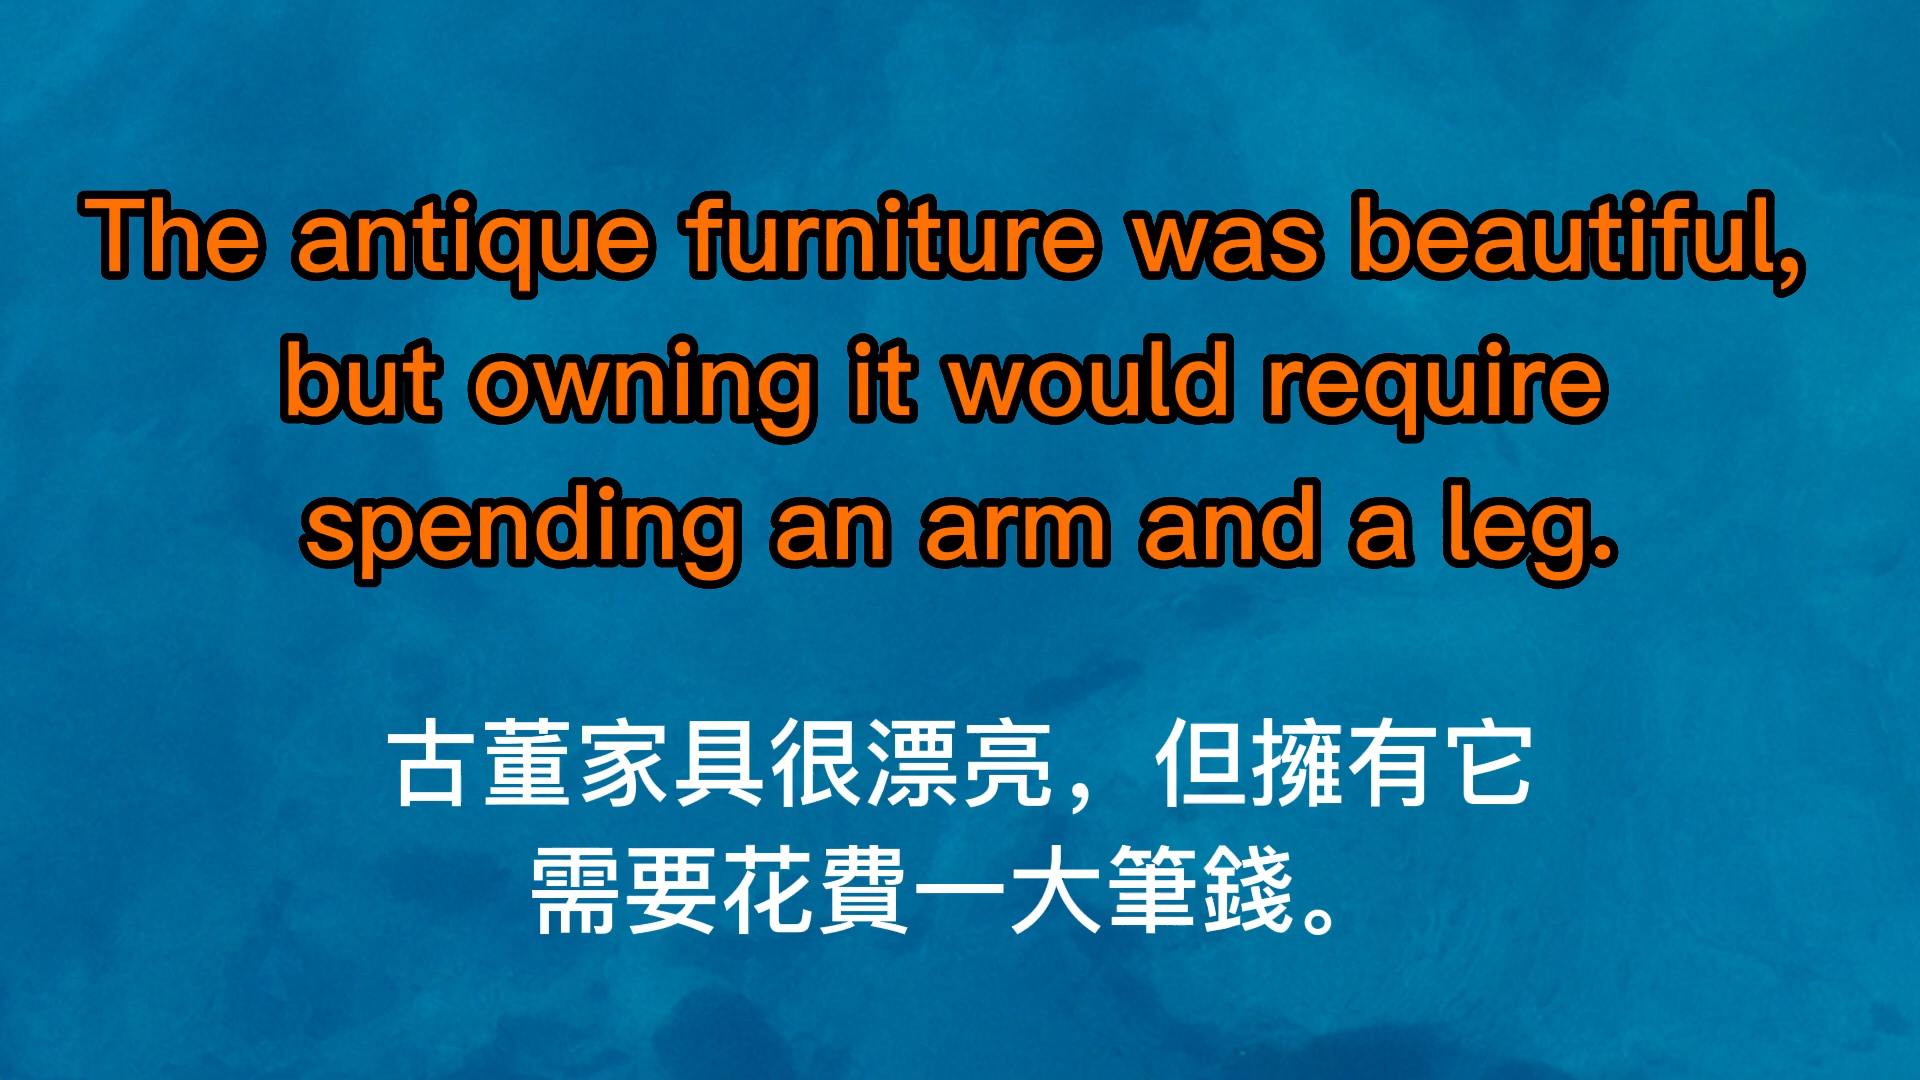 The antique furniture was beautiful,
but owning it would require
spending an arm and a leg.
古董家具很漂亮，但擁有它
需要花費一大筆錢。